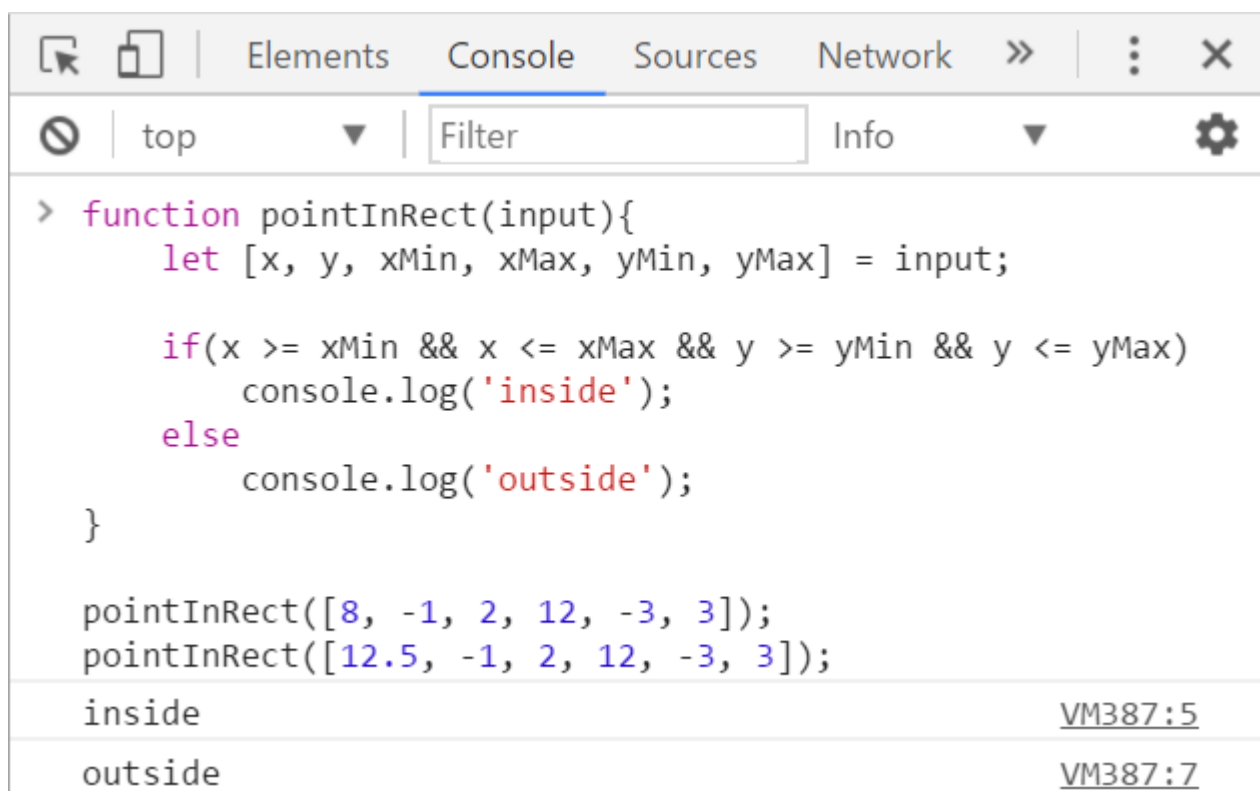 Elements Console Sources Network »
top ▼ Filter Info ▼
> function pointInRect(input){
    let [x, y, xMin, xMax, yMin, yMax] = input;
    if(x >= xMin && x <= xMax && y >= yMin && y <= yMax)
        console.log('inside');
    else
        console.log('outside');
}
pointInRect([8, -1, 2, 12, -3, 3]);
pointInRect([12.5, -1, 2, 12, -3, 3]);
inside VM387:5
outside VM387:7